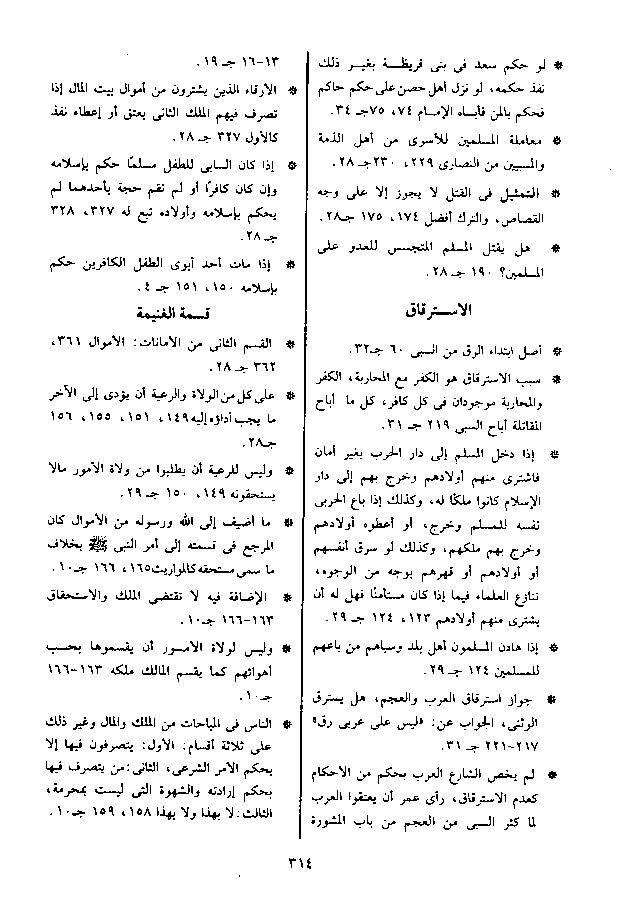 * لو حكم سعد فى بنى قريظة بغير ذلك
نفذ حكمه، لو نزل أهل حصن على حكم حاكم
فحكم بالمن فأباه الإمام ٧٤، ٧٥ جـ ٣٤.
* معاملة المسلمين للأسرى من أهل الذمة
والمسبيين من النصارى ٢٢٩، ٢٣٠ جـ ٢٨.
* التمثيل فى القتل لا يجوز إلا على وجه
القصاص، والترك أفضل ١٧٤، ١٧٥ جـ ٢٨.
* هل يقتل المسلم المتجسس للعدو على
المسلمين؟ ١٩٠ جـ ٢٨.
الاسترقاق
* أصل ابتداء الرق من السبى ٦٠ جـ ٣٢.
* سبب الاسترقاق هو الكفر مع المحاربة، الكفر
والمحاربة موجودان فى كل كافر، كل ما أباح
المقاتلة أباح السبى ٢١٩ جـ ٣١.
* إذا دخل المسلم إلى دار الحرب بغير أمان
فاشترى منهم أولادهم وخرج بهم إلى دار
الإسلام كانوا ملكًا له، وكذلك إذا باع الحربى
نفسه للمسلم وخرج، أو أعطوه أولادهم
وخرج بهم ملكهم، وكذلك لو سرق أنفسهم
أو أولادهم أو قهرهم بوجه من الوجوه،
تنازع العلماء فيما إذا كان مستأمنًا فهل له أن
يشترى منهم أولادهم ١٢٣، ١٢٤ جـ ٢٩.
* إذا هادن المسلمون أهل بلد وسباهم من باعهم
للمسلمين ١٢٤ جـ ٢٩.
* جواز استرقاق العرب والعجم، هل يسترق
الوثنى، الجواب عن: «ليس على عربى رق»
٢١٧-٢٢١ جـ ٣١.
* لم يخص الشارع العرب بحكم من الأحكام
كعدم الاسترقاق، رأى عمر أن يعتقوا العرب
لما كثر السبى من العجم من باب المشورة
١٣-١٦ جـ ١٩.
* الأرقاء الذين يشترون من أموال بيت المال إذا
تصرف فيهم الملك الثانى بعتق أو إعطاء نفذ
كالأول ٣٢٧ جـ ٢٨.
* إذا كان السابى للطفل مسلمًا حكم بإسلامه
وإن كان كافرًا أو لم تقم حجة بأحدهما لم
يحكم بإسلامه وأولاده تبع له ٣٢٧، ٣٢٨
جـ ٢٨.
* إذا مات أحد أبوى الطفل الكافرين حكم
بإسلامه ١٥٠، ١٥١ جـ ٤.
قسمة الغنيمة
* القسم الثانى من الأمانات: الأموال ٣٦١،
٣٦٢ جـ ٢٨.
* على كل من الولاة والرعية أن يؤدى إلى الآخر
ما يجب أداؤه إليه ١٤٩، ١٥١، ١٥٥، ١٥٦
جـ ٢٨.
* وليس للرعية أن يطلبوا من ولاة الأمور مالا
يستحقونه ١٤٩، ١٥٠ جـ ٢٩.
* ما أضيف إلى الله ورسوله من الأموال كان
المرجع فى قسمته إلى أمر النبى ﷺ بخلاف
ما سمى مستحقه كالمواريث ١٦٥، ١٦٦ جـ ١٠.
* الإضافة فيه لا تقتضى الملك والاستحقاق
١٦٣-١٦٦ جـ ١٠.
* وليس لولاة الأمور أن يقسموها بحسب
أهوائهم كما يقسم المالك ملكه ١٦٣-١٦٦
جـ ١٠.
* الناس فى المباحات من الملك والمال وغير ذلك
على ثلاثة أقسام: الأول: يتصرفون فيها إلا
بحكم الأمر الشرعى، الثانى: من يتصرف فيها
بحكم إرادته والشهوة التى ليست بمحرمة،
الثالث: لا بهذا ولا بهذا ١٥٨، ١٥٩ جـ ١٠.
٣١٤